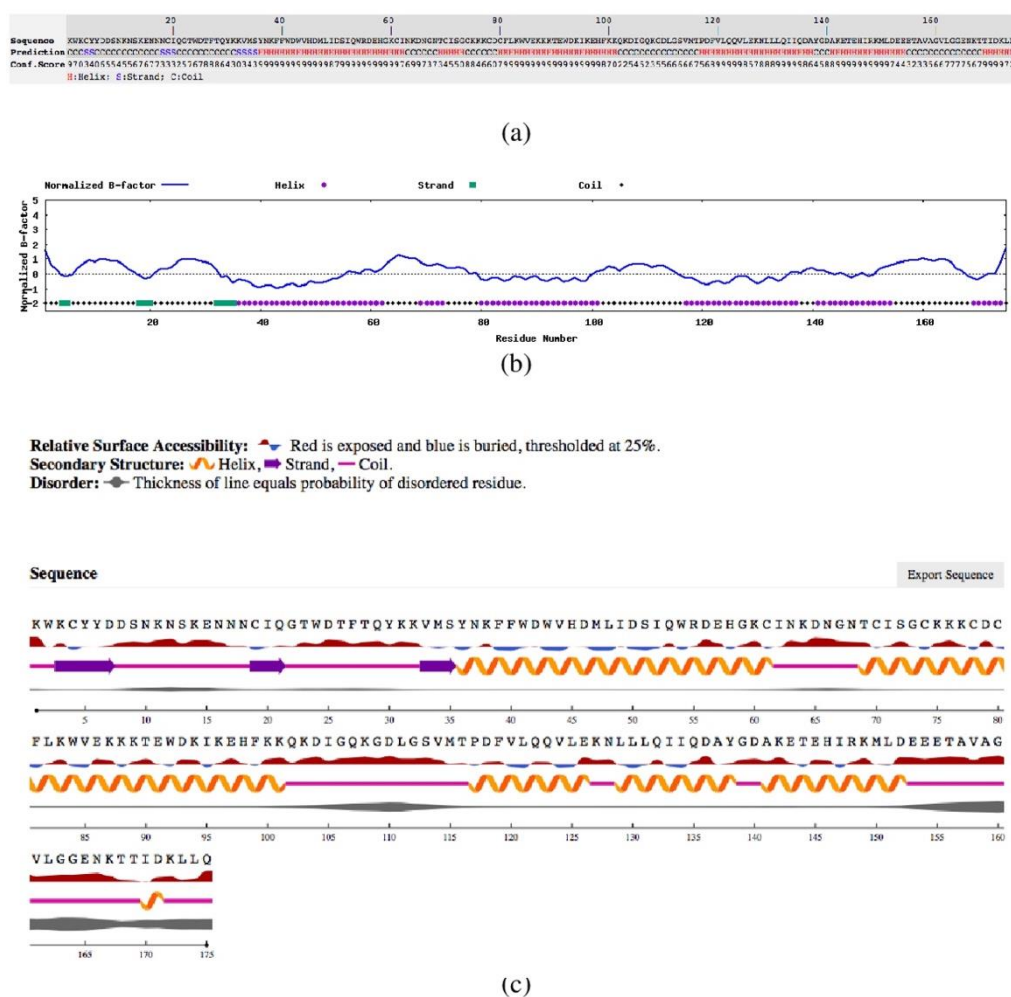 20 40 60 80 100 120 140 160
Sequence
Prediction
Conf.Score
H:Helix; S:Strand; C:Coil
(a)
Normalized B-factor Helix Strand Coil
Normalized B-factor
5
4
3
2
1
0
-1
-2
20 40 60 80 100 120 140 160
Residue Number
(b)
Relative Surface Accessibility: Red is exposed and blue is buried, thresholded at 25%.
Secondary Structure: Helix, Strand, Coil.
Disorder: Thickness of line equals probability of disordered residue.
Sequence Export Sequence
K W K C Y Y D D S N K N S K E N N N C I Q G T W D T F T Q Y K K V M S Y N K F F W D W V H D M L I D S I Q W R D E H G K C I N K D N G N T C I S G C K K K C D C
5 10 15 20 25 30 35 40 45 50 55 60 65 70 75 80
F L K W V E K K K T E W D K I K E H F K K Q K D I G Q K G D L G S V M T P D F V L Q Q V L E K N L L L Q I I Q D A Y G D A K E T E H I R K M L D E E E T A V A G
85 90 95 100 105 110 115 120 125 130 135 140 145 150 155 160
V L G G E N K T T I D K L L Q
165 170 175
(c)